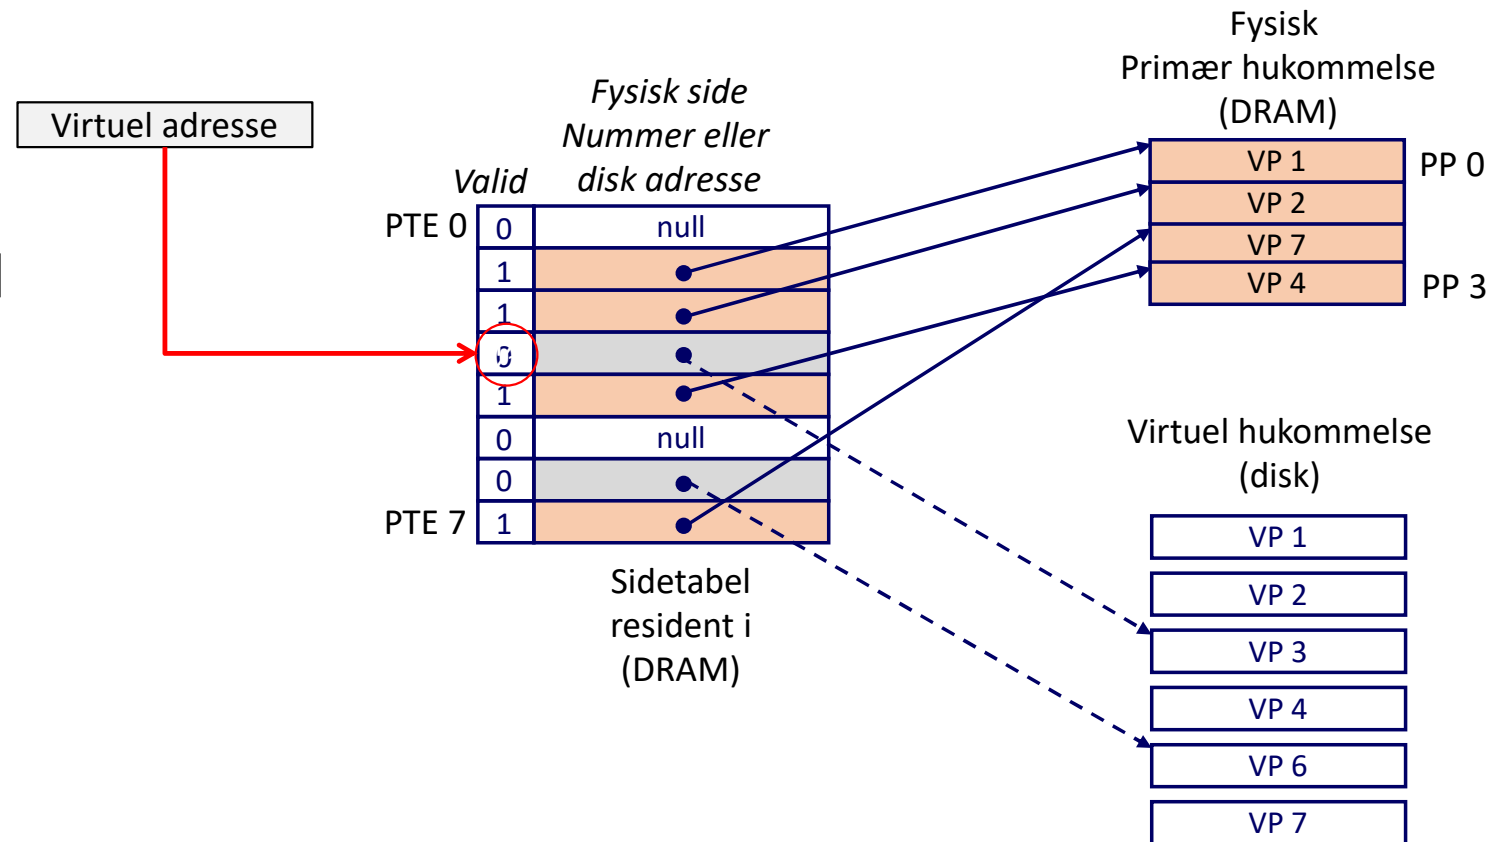 Virtuel adresse
Fysisk side
Nummer eller
disk adresse
Valid
PTE 0
0
null
1
1
0
1
0
null
0
PTE 7
1
Sidetabel
resident i
(DRAM)
Fysisk
Primær hukommelse
(DRAM)
VP 1
PP 0
VP 2
VP 7
VP 4
PP 3
Virtuel hukommelse
(disk)
VP 1
VP 2
VP 3
VP 4
VP 6
VP 7